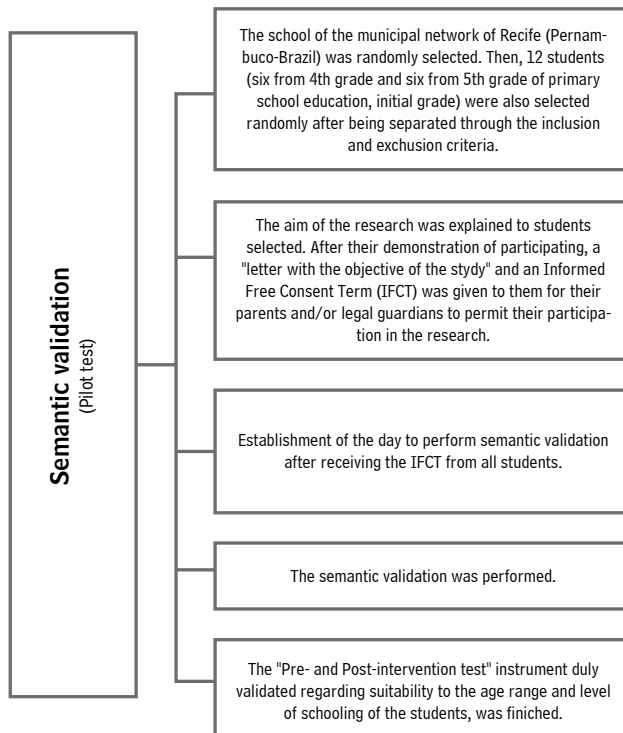 Semantic validation
(Pilot test)
The school of the municipal network of Recife (Pernam-
buco-Brazil) was randomly selected. Then, 12 students
(six from 4th grade and six from 5th grade of primary
school education, initial grade) were also selected
randomly after being separated through the inclusion
and exchusion criteria.
The aim of the research was explained to students
selected. After their demonstration of participating, a
"letter with the objective of the stydy" and an Informed
Free Consent Term (IFCT) was given to them for their
parents and/or legal guardians to permit their participa-
tion in the research.
Establishment of the day to perform semantic validation
after receiving the IFCT from all students.
The semantic validation was performed.
The "Pre- and Post-intervention test" instrument duly
validated regarding suitability to the age range and level
of schooling of the students, was finiched.